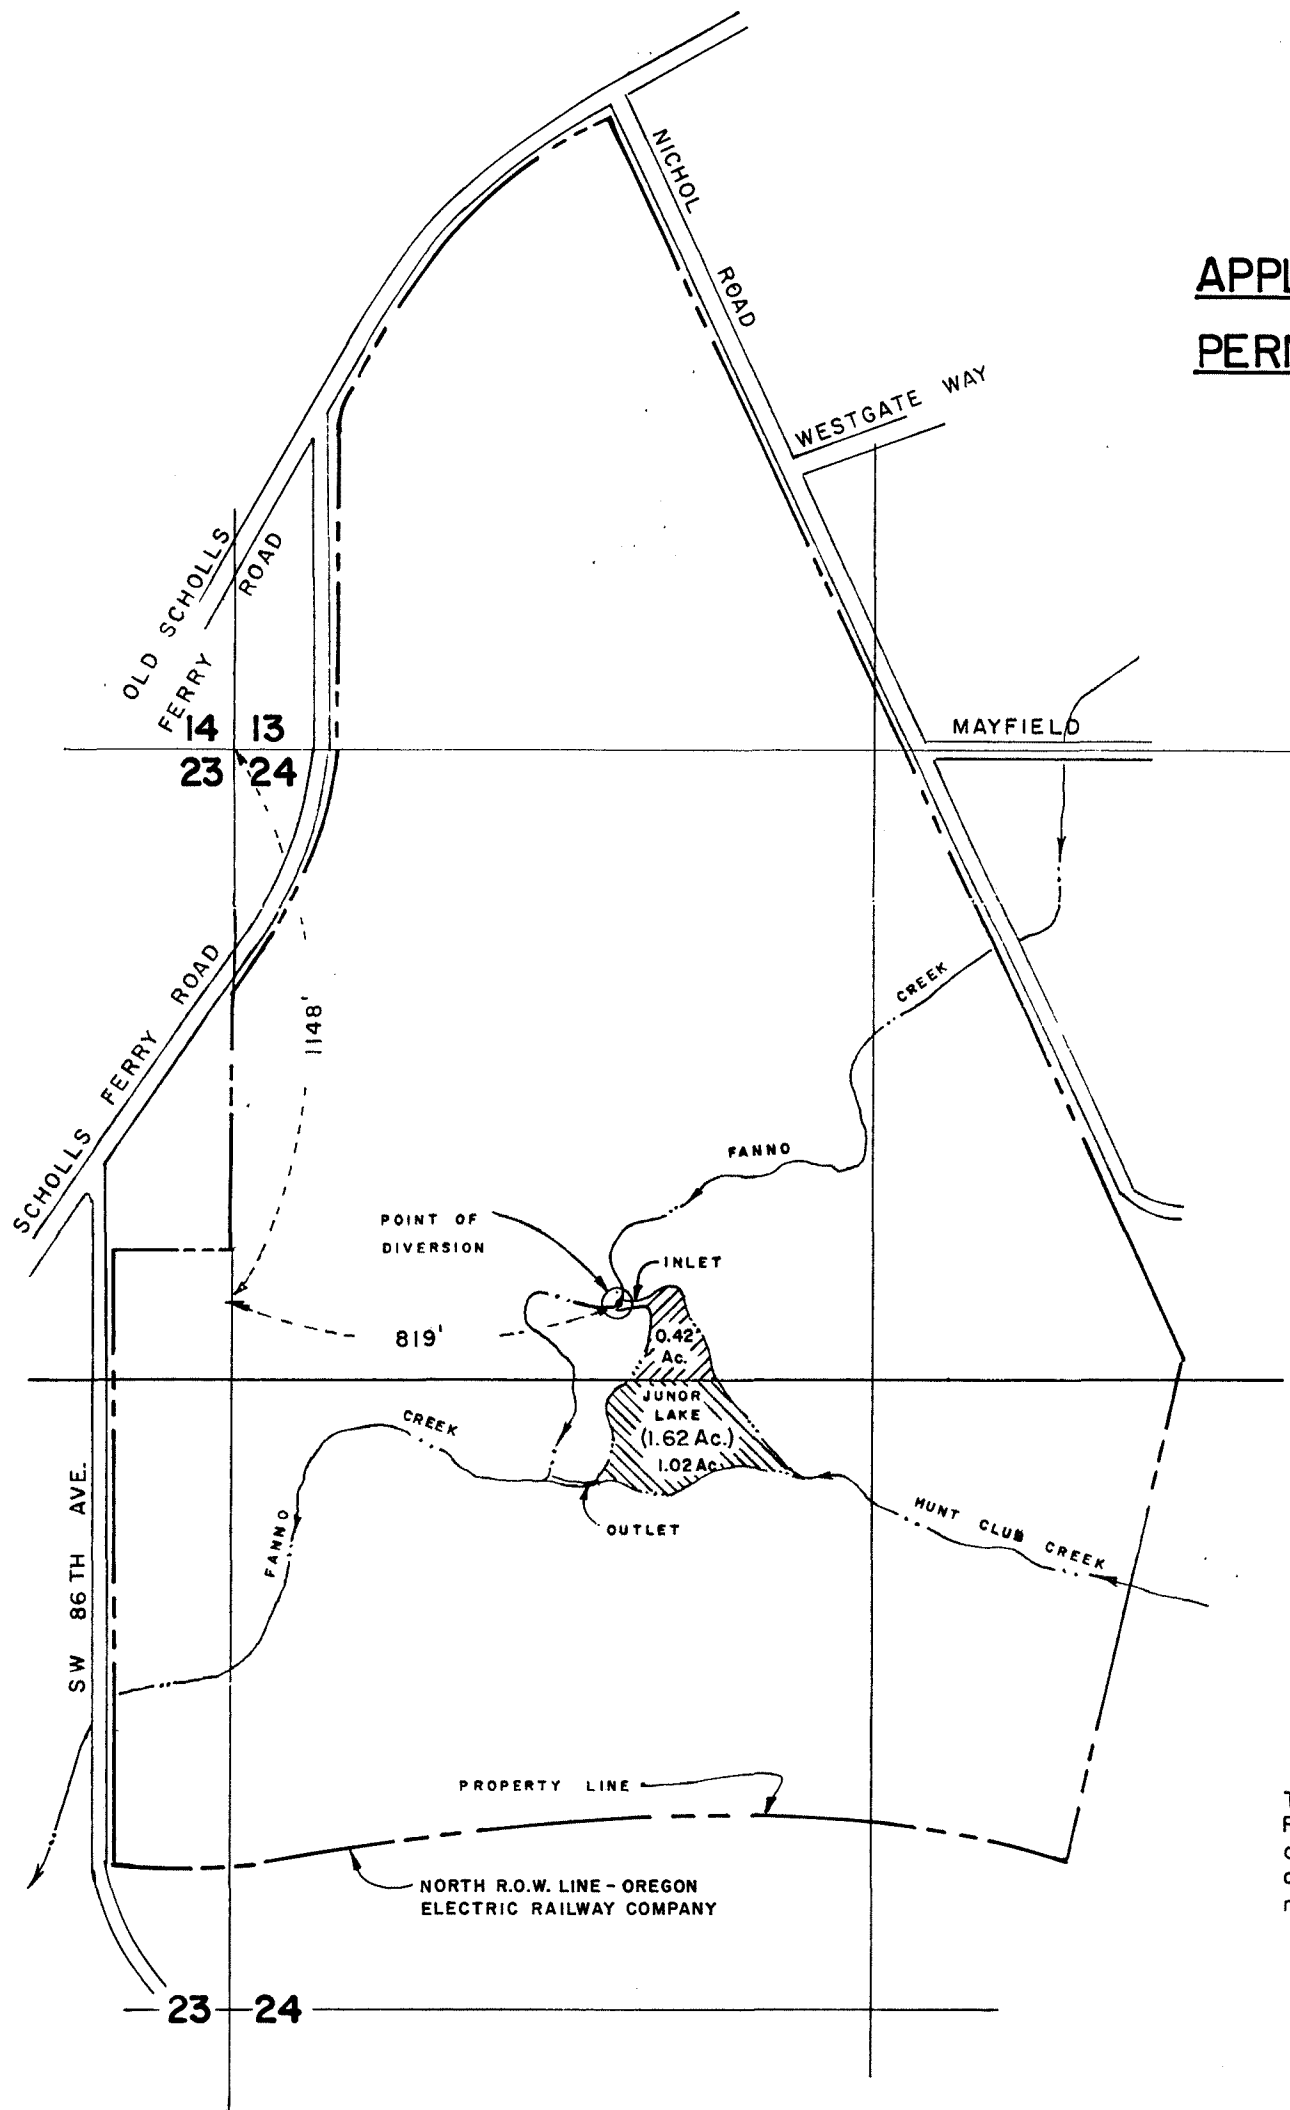 NICHOL
ROAD
APPL
PERM
WESTGATE WAY
OLD SCHOLLS
FERRY ROAD
14 13
MAYFIELD
23 24
SCHOLLS FERRY ROAD
1148'
CREEK
FANNO
POINT OF
DIVERSION
INLET
819'
0.42
Ac.
JUNOR
LAKE
(1.62 Ac.)
1.02 Ac.
CREEK
FANNO
OUTLET
HUNT CLUB CREEK
SW 86TH AVE.
PROPERTY LINE
NORTH R.O.W. LINE - OREGON
ELECTRIC RAILWAY COMPANY
23 24